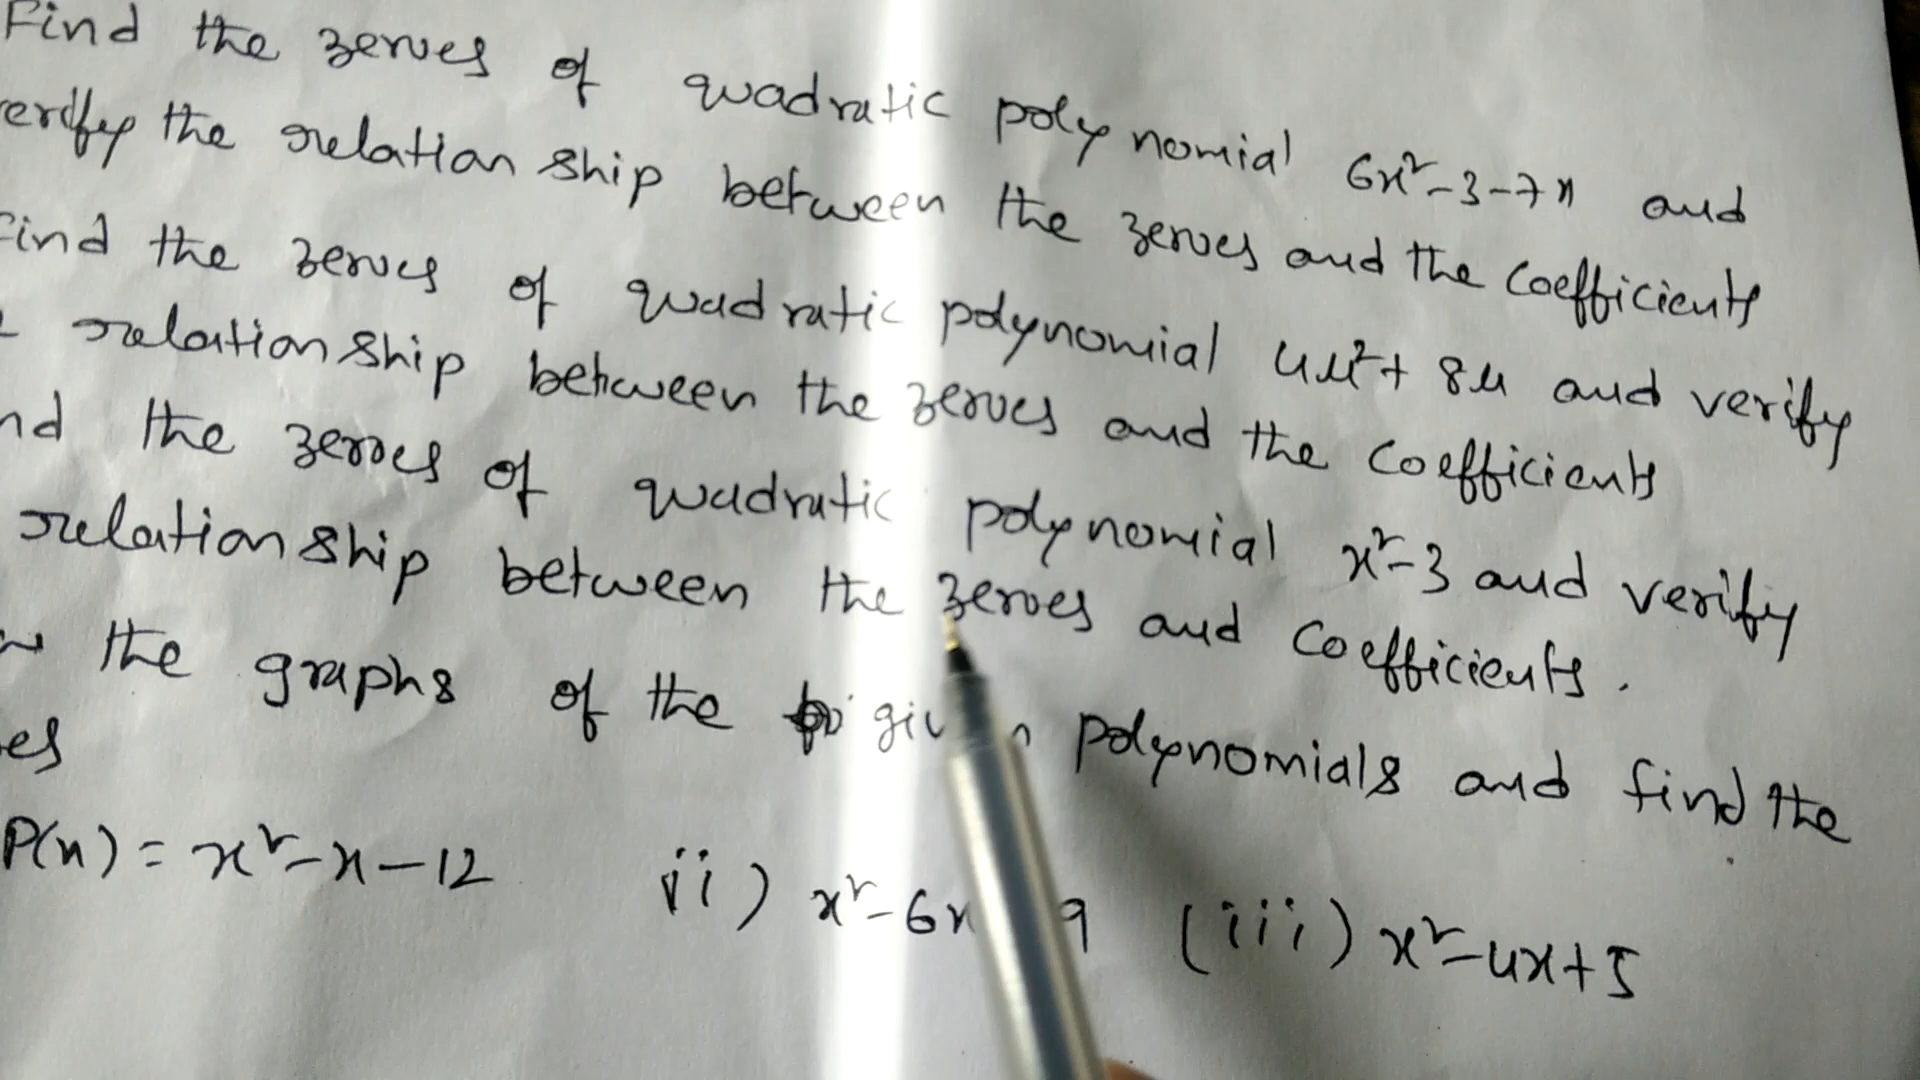 Find the zeroes of quadratic polynomial 6x²-3-7x and
erify the relationship between the zeroes and the coefficients
Find the zeroes of quadratic polynomial 4u²+8u and verify
relationship between the zeroes and the coefficients
nd the zeroes of quadratic polynomial x²-3 and verify
relationship between the zeroes and coefficients.
w the graphs of the polynomials and find the
es
P(x) = x²-x-12 ii) x²-6x 9 (iii) x²-4x+5